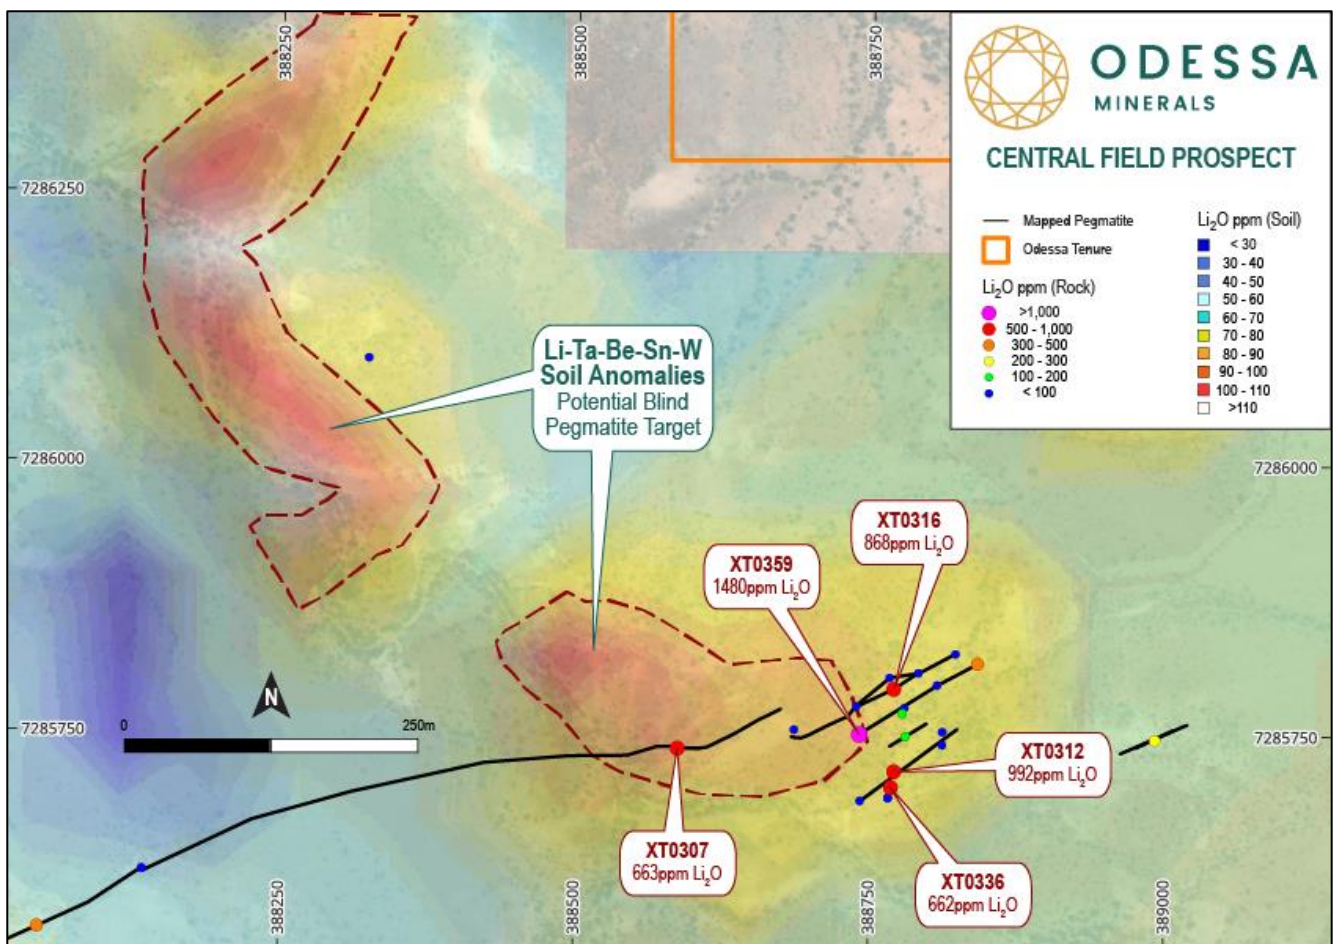 388250
388500
388750
ODESSA
MINERALS
CENTRAL FIELD PROSPECT
Mapped Pegmatite
Odessa Tenure
Li₂O ppm (Rock)
>1,000
500 - 1,000
300 - 500
200 - 300
100 - 200
< 100
Li₂O ppm (Soil)
< 30
30 - 40
40 - 50
50 - 60
60 - 70
70 - 80
80 - 90
90 - 100
100 - 110
>110
7286250
Li-Ta-Be-Sn-W
Soil Anomalies
Potential Blind
Pegmatite Target
7286000
7286000
XT0316
868ppm Li₂O
XT0359
1480ppm Li₂O
N
0
250m
7285750
7285750
XT0312
992ppm Li₂O
XT0307
663ppm Li₂O
XT0336
662ppm Li₂O
388250
388500
388750
389000